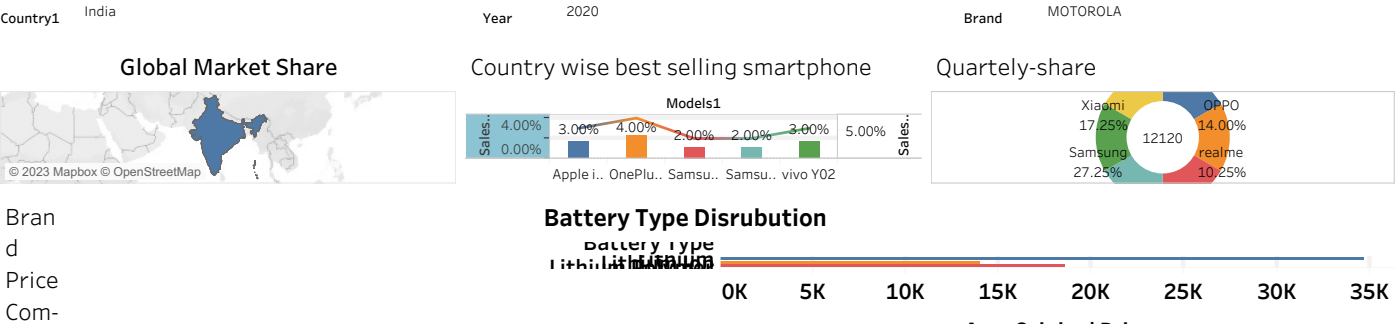 Country1 India Year 2020 Brand MOTOROLA
Global Market Share
© 2023 Mapbox © OpenStreetMap
Country wise best selling smartphone
Models1
Sales..
4.00%
0.00%
3.00% 4.00% 2.00% 2.00% 3.00%
5.00%
Sales..
Apple i.. OnePlu.. Samsu.. Samsu.. vivo Y02
Quartely-share
Xiaomi OPPO
17.25% 14.00%
12120
Samsung realme
27.25% 10.25%
Bran
d
Price
Com-
Battery Type Disrubution
Battery Type
Lithium
0K 5K 10K 15K 20K 25K 30K 35K